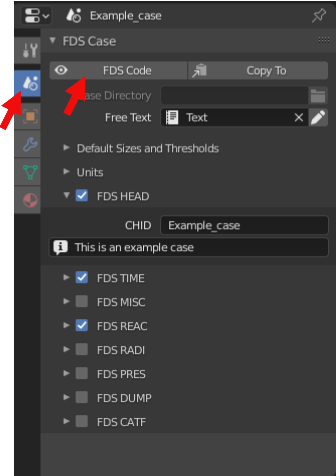 Example_case
FDS Case
FDS Code
Copy To
ase Directory
Free Text
Text
Default Sizes and Thresholds
Units
FDS HEAD
CHID
Example_case
This is an example case
FDS TIME
FDS MISC
FDS REAC
FDS RADI
FDS PRES
FDS DUMP
FDS CATF